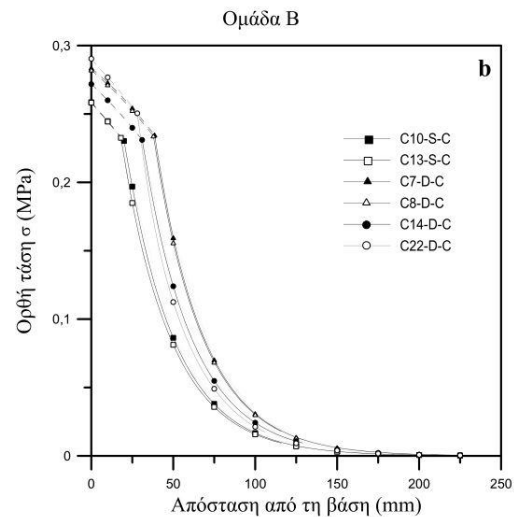 Ομάδα Β
b
Ορθή τάση σ (MPa)
0,3
0,2
0,1
0
C10-S-C
C13-S-C
C7-D-C
C8-D-C
C14-D-C
C22-D-C
0 50 100 150 200 250
Απόσταση από τη βάση (mm)